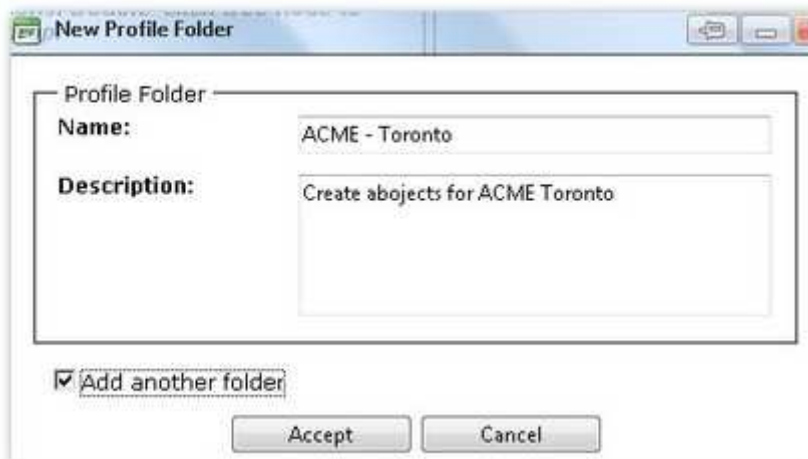 New Profile Folder
Profile Folder
Name:
ACME - Toronto
Description:
Create abojects for ACME Toronto
Add another folder
Accept
Cancel